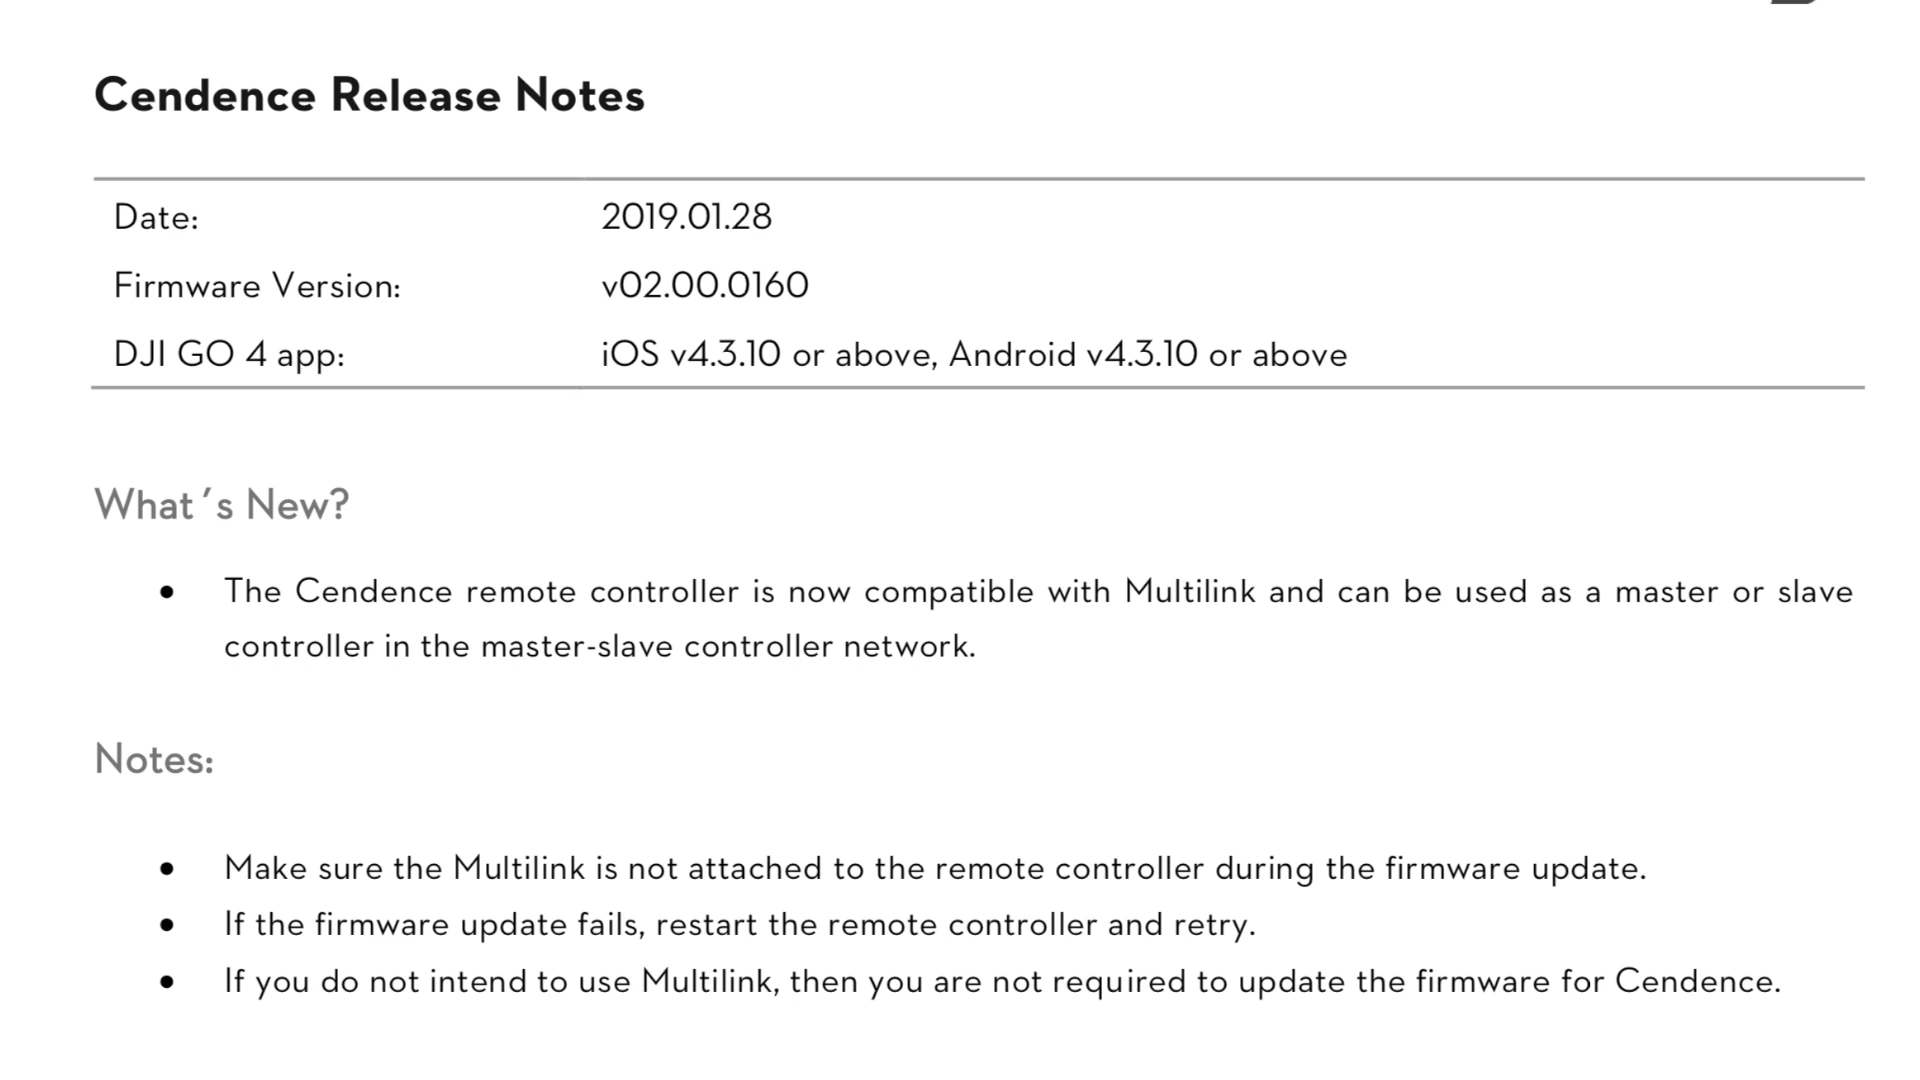 Cendence Release Notes
Date: 2019.01.28
Firmware Version: v02.00.0160
DJI GO 4 app: iOS v4.3.10 or above, Android v4.3.10 or above
What´s New?
• The Cendence remote controller is now compatible with Multilink and can be used as a master or slave
controller in the master-slave controller network.
Notes:
• Make sure the Multilink is not attached to the remote controller during the firmware update.
• If the firmware update fails, restart the remote controller and retry.
• If you do not intend to use Multilink, then you are not required to update the firmware for Cendence.